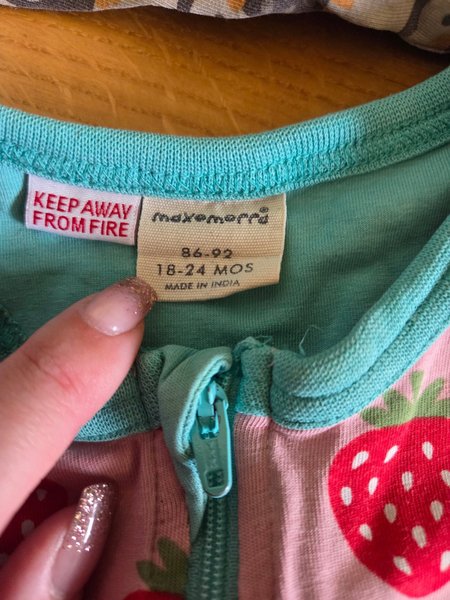 KEEP AWAY
FROM FIRE
maxomorra
86-92
18-24 MOS
MADE IN INDIA